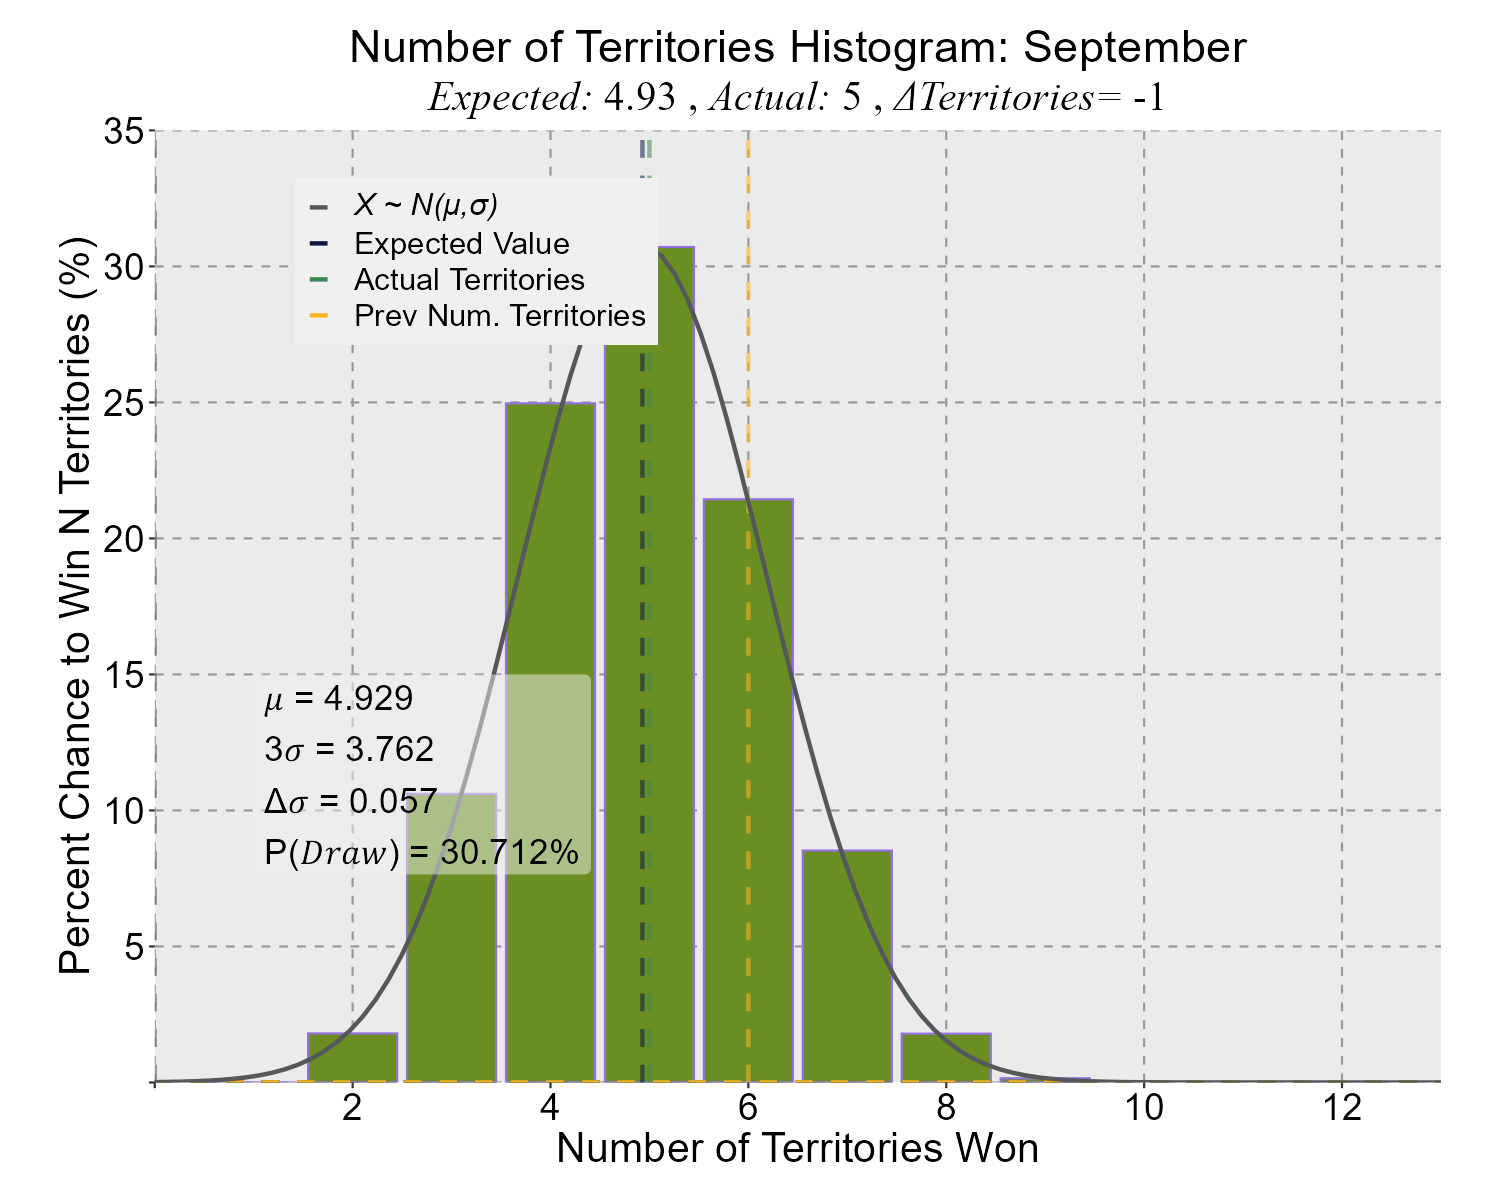 Number of Territories Histogram: September
Expected: 4.93 , Actual: 5 , ΔTerritories= -1
Percent Chance to Win N Territories (%)
35
30
25
20
15
10
5
X ~ N(μ,σ)
Expected Value
Actual Territories
Prev Num. Territories
μ = 4.929
3σ = 3.762
Δσ = 0.057
P(Draw) = 30.712%
2 4 6 8 10 12
Number of Territories Won